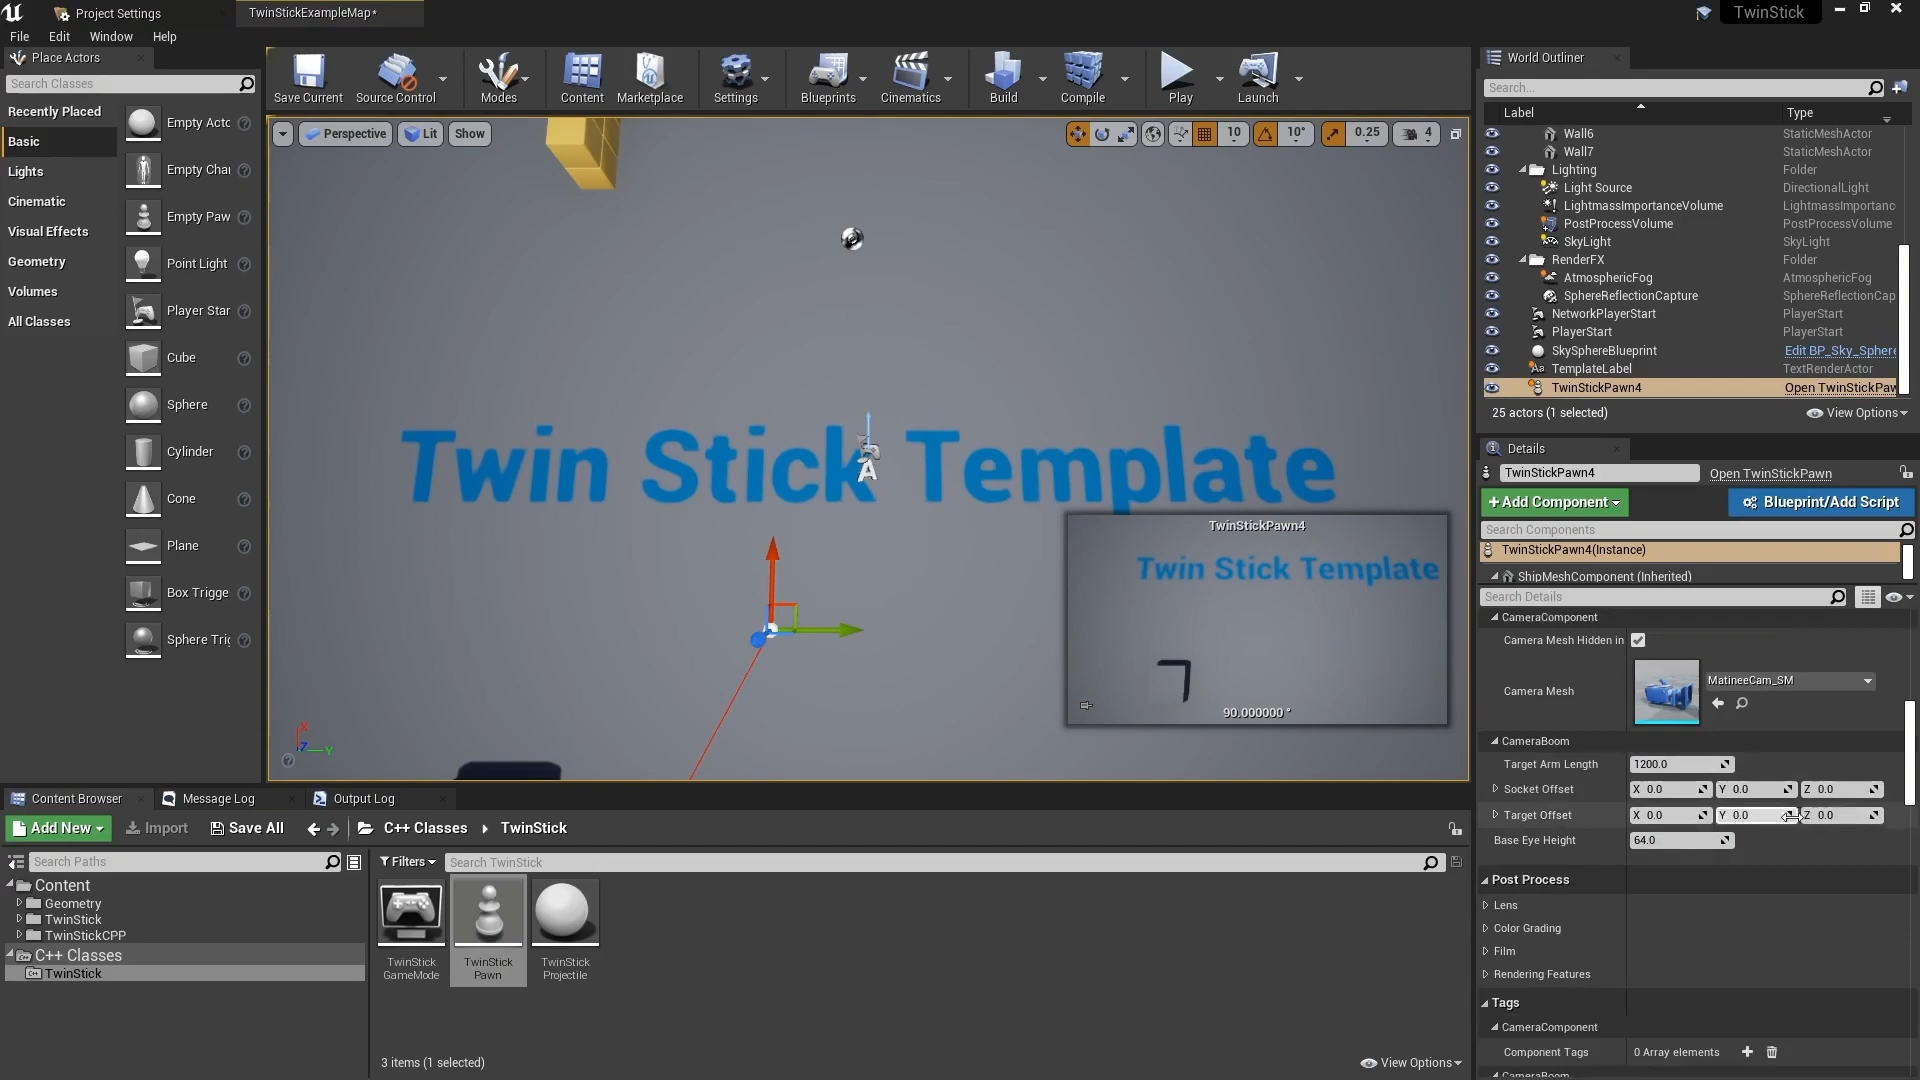 Project Settings
TwinStickExampleMap*
TwinStick
File
Edit
Window
Help
Place Actors
Search Classes
Recently Placed
Basic
Lights
Cinematic
Visual Effects
Geometry
Volumes
All Classes
Empty Acto
Empty Char
Empty Paw
Point Light
Player Star
Cube
Sphere
Cylinder
Cone
Plane
Box Trigge
Sphere Trig
Save Current
Source Control
Modes
Content
Marketplace
Settings
Blueprints
Cinematics
Build
Compile
Play
Launch
Perspective
Lit
Show
10
10°
0.25
4
Twin Stick Template
A
TwinStickPawn4
Twin Stick Template
90.000000 °
X
Z
Y
World Outliner
Search...
Label
Type
Wall6 StaticMeshActor
Wall7 StaticMeshActor
Lighting Folder
Light Source DirectionalLight
LightmassImportanceVolume LightmassImportanc
PostProcessVolume PostProcessVolume
SkyLight SkyLight
RenderFX Folder
AtmosphericFog AtmosphericFog
SphereReflectionCapture SphereReflectionCap
NetworkPlayerStart PlayerStart
PlayerStart PlayerStart
SkySphereBlueprint Edit BP_Sky_Sphere
TemplateLabel TextRenderActor
TwinStickPawn4 Open TwinStickPaw
25 actors (1 selected)
View Options
Details
TwinStickPawn4
Open TwinStickPawn
+Add Component
Blueprint/Add Script
Search Components
TwinStickPawn4(Instance)
ShipMeshComponent (Inherited)
Search Details
CameraComponent
Camera Mesh Hidden in
Camera Mesh
MatineeCam_SM
CameraBoom
Target Arm Length 1200.0
Socket Offset X 0.0 Y 0.0 Z 0.0
Target Offset X 0.0 Y 0.0 Z 0.0
Base Eye Height 64.0
Post Process
Lens
Color Grading
Film
Rendering Features
Tags
CameraComponent
Component Tags 0 Array elements
CameraBoom
Content Browser
Message Log
Output Log
Add New
Import
Save All
C++ Classes
TwinStick
Search Paths
Filters
Search TwinStick
Content
Geometry
TwinStick
TwinStickCPP
C++ Classes
TwinStick
TwinStick
GameMode
TwinStick
Pawn
TwinStick
Projectile
3 items (1 selected)
View Options